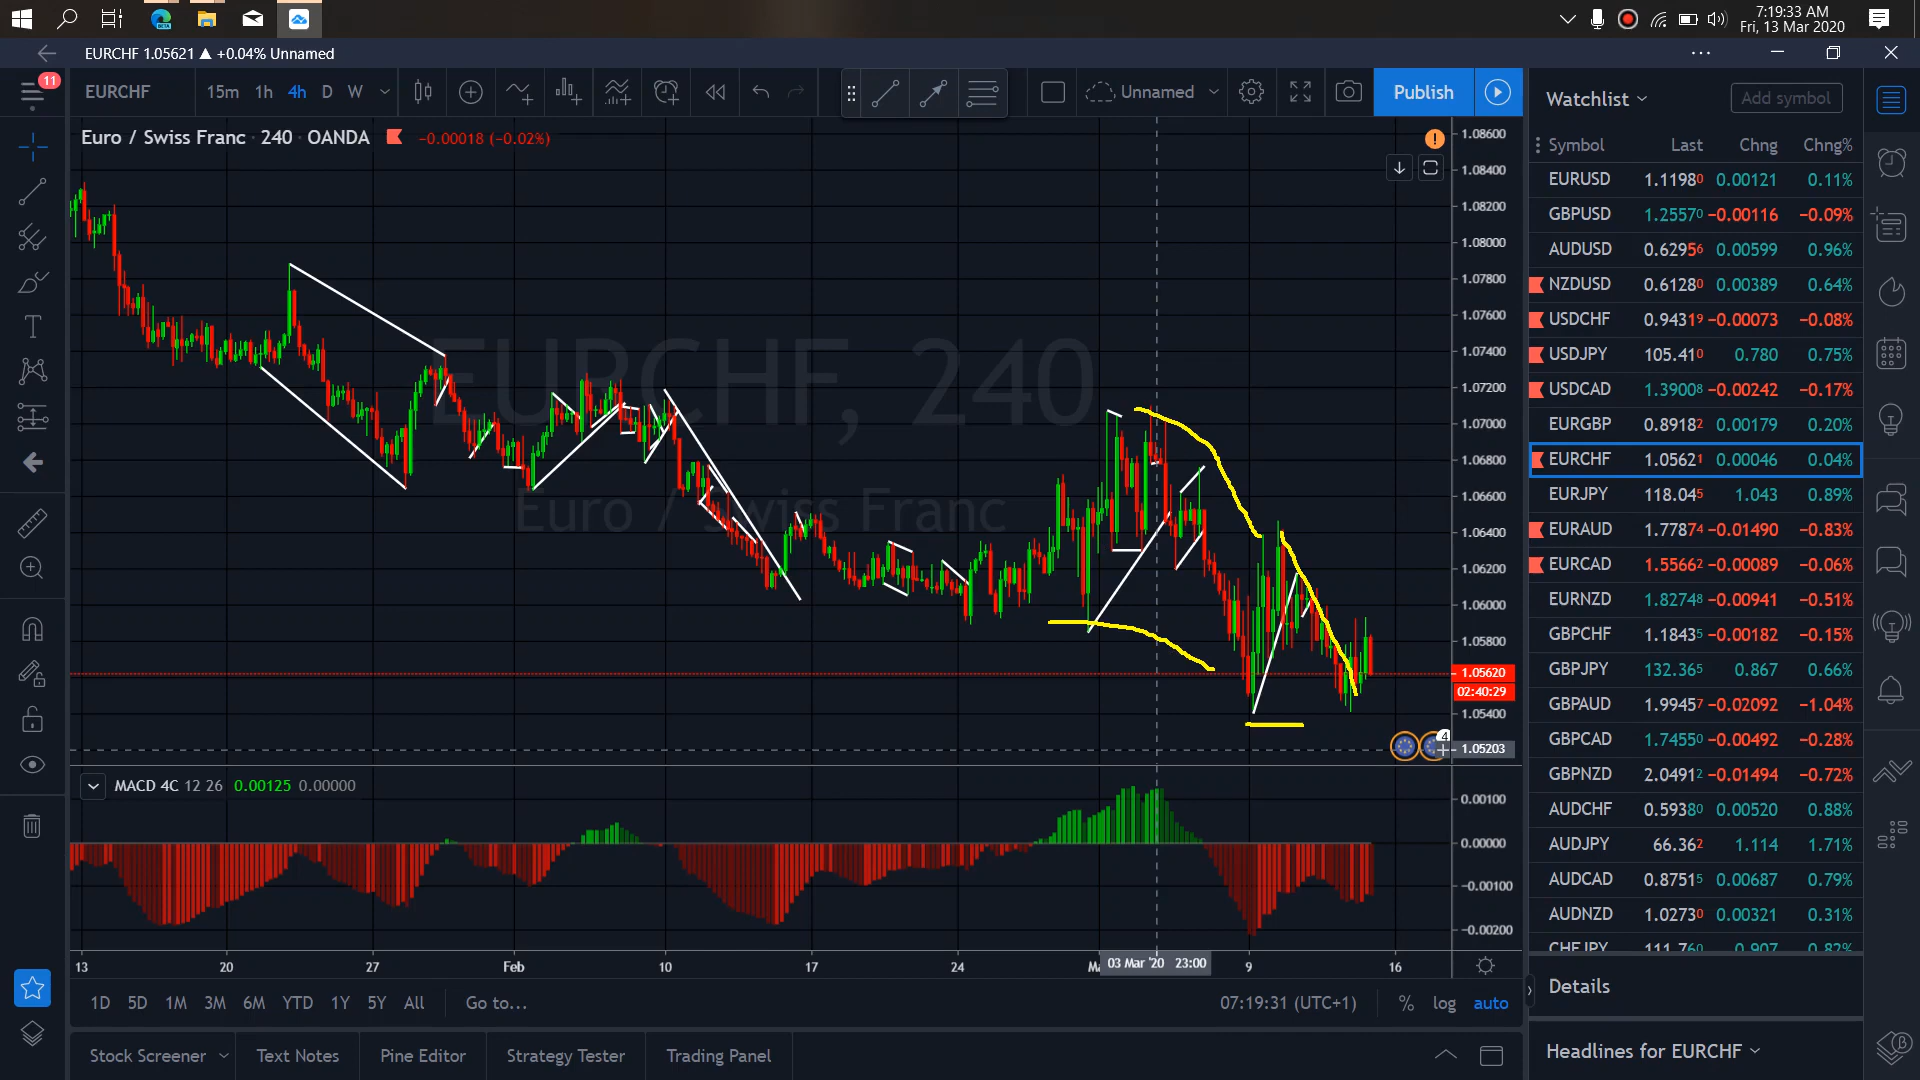 7:19:33 AM
Fri, 13 Mar 2020
EURCHF 1.05621 ▲ +0.04% Unnamed
11
EURCHF 15m 1h 4h D W Unnamed Publish
Euro / Swiss Franc · 240 · OANDA −0.00018 (−0.02%)
EURCHF, 240
Euro / Swiss Franc
1.08600
1.08400
1.08200
1.08000
1.07800
1.07600
1.07400
1.07200
1.07000
1.06800
1.06600
1.06400
1.06200
1.06000
1.05800
1.05620
02:40:29
1.05400
4
1.05203
MACD 4C 12 26 0.00125 0.00000
0.00100
0.00000
−0.00100
−0.00200
13 20 27 Feb 10 17 24 03 Mar '20 23:00 9 16
1D 5D 1M 3M 6M YTD 1Y 5Y All Go to... 07:19:31 (UTC+1) % log auto
Stock Screener Text Notes Pine Editor Strategy Tester Trading Panel
Watchlist Add symbol
Symbol Last Chng Chng%
EURUSD 1.11980 0.00121 0.11%
GBPUSD 1.25570 −0.00116 −0.09%
AUDUSD 0.62956 0.00599 0.96%
NZDUSD 0.61280 0.00389 0.64%
USDCHF 0.94319 −0.00073 −0.08%
USDJPY 105.410 0.780 0.75%
USDCAD 1.39008 −0.00242 −0.17%
EURGBP 0.89182 0.00179 0.20%
EURCHF 1.05621 0.00046 0.04%
EURJPY 118.045 1.043 0.89%
EURAUD 1.77874 −0.01490 −0.83%
EURCAD 1.55662 −0.00089 −0.06%
EURNZD 1.82748 −0.00941 −0.51%
GBPCHF 1.18435 −0.00182 −0.15%
GBPJPY 132.365 0.867 0.66%
GBPAUD 1.99457 −0.02092 −1.04%
GBPCAD 1.74550 −0.00492 −0.28%
GBPNZD 2.04912 −0.01494 −0.72%
AUDCHF 0.59380 0.00520 0.88%
AUDJPY 66.362 1.114 1.71%
AUDCAD 0.87515 0.00687 0.79%
AUDNZD 1.02730 0.00321 0.31%
CHFJPY 111.760 0.907 0.82%
Details
Headlines for EURCHF